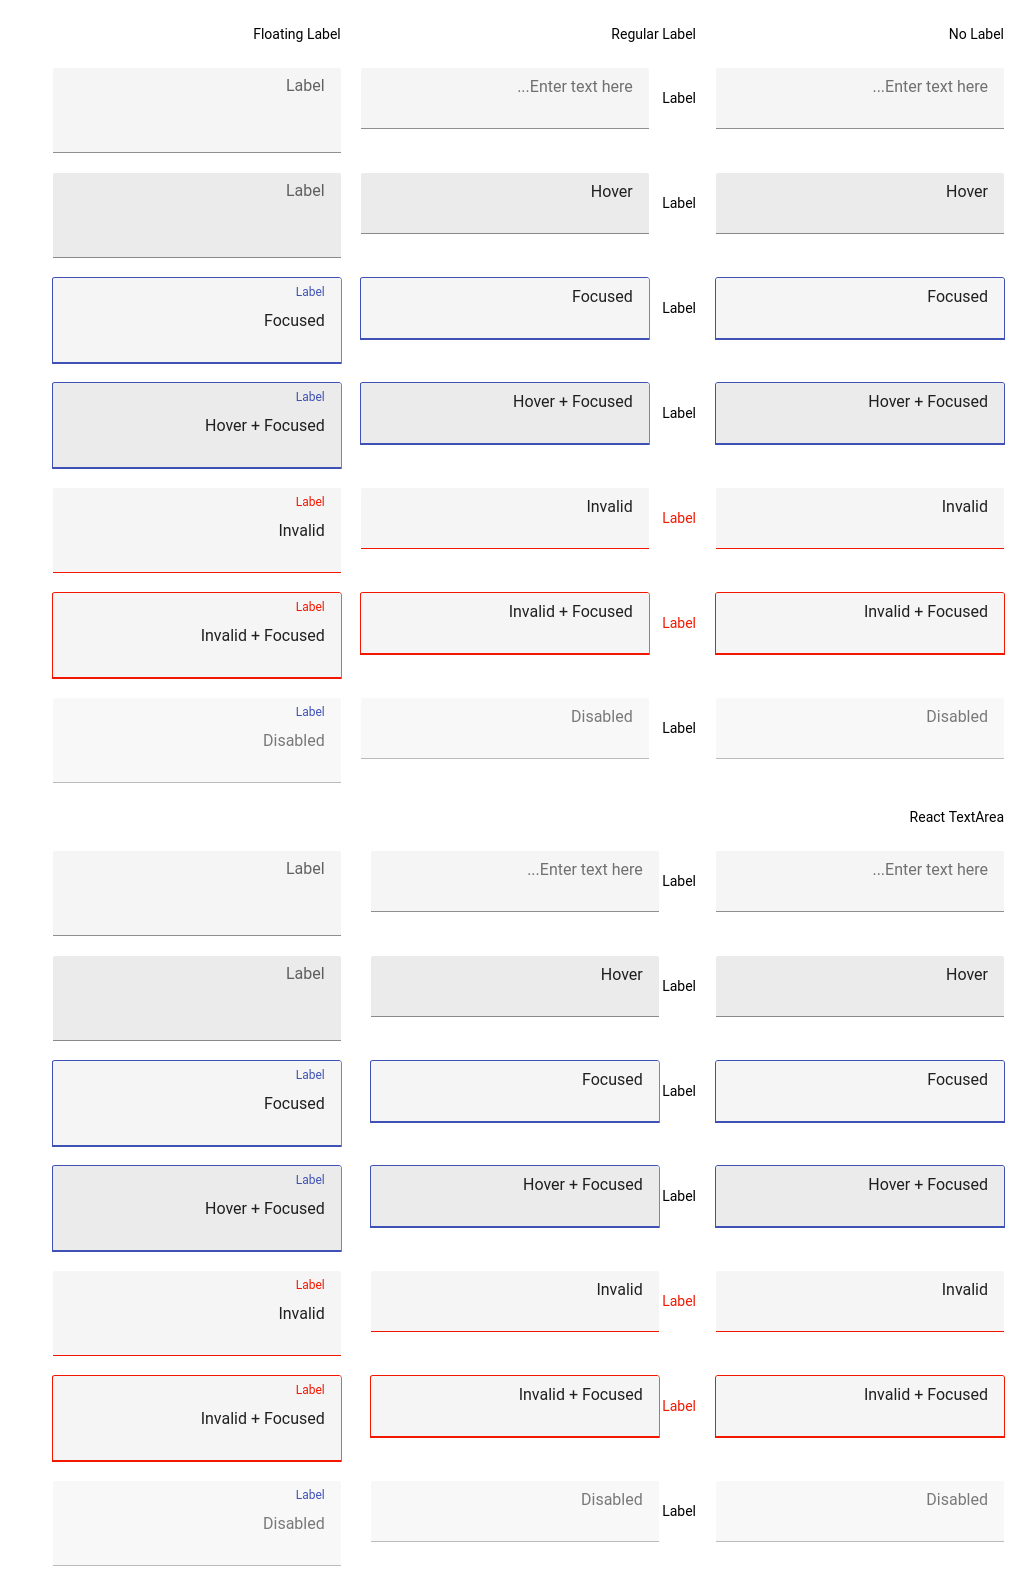 No Label
Regular Label
Floating Label
...Enter text here
Label
...Enter text here
Label
Hover
Label
Hover
Label
Focused
Label
Focused
Label
Focused
Hover + Focused
Label
Hover + Focused
Label
Hover + Focused
Invalid
Label
Invalid
Label
Invalid
Invalid + Focused
Label
Invalid + Focused
Label
Invalid + Focused
Disabled
Label
Disabled
Label
Disabled
React TextArea
...Enter text here
Label
...Enter text here
Label
Hover
Label
Hover
Label
Focused
Label
Focused
Label
Focused
Hover + Focused
Label
Hover + Focused
Label
Hover + Focused
Invalid
Label
Invalid
Label
Invalid
Invalid + Focused
Label
Invalid + Focused
Label
Invalid + Focused
Disabled
Label
Disabled
Label
Disabled